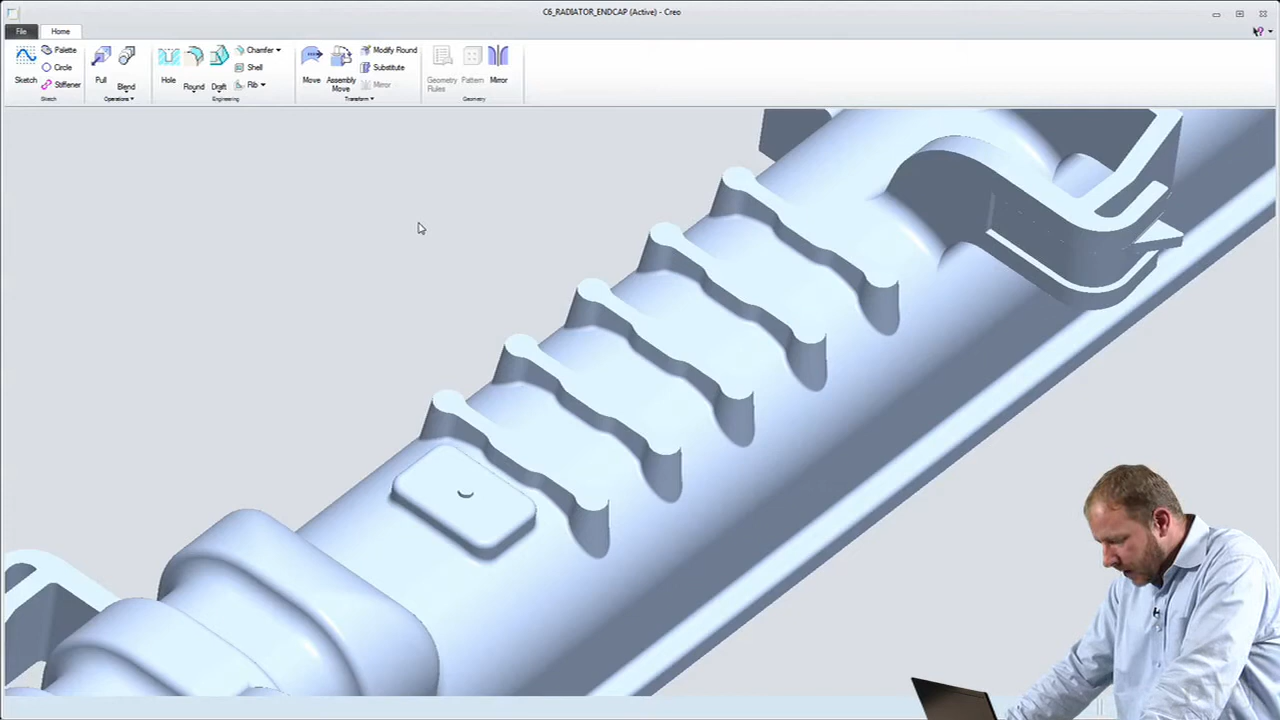 C6_RADIATOR_ENDCAP (Active) - Creo
File Home
Sketch
Palette
Circle
Stiffener
Sketch
Pull
Blend
Operations
Hole
Round
Draft
Chamfer
Shell
Rib
Engineering
Move
Assembly
Move
Modify Round
Substitute
Mirror
Transform
Geometry
Rules
Pattern
Mirror
Geometry